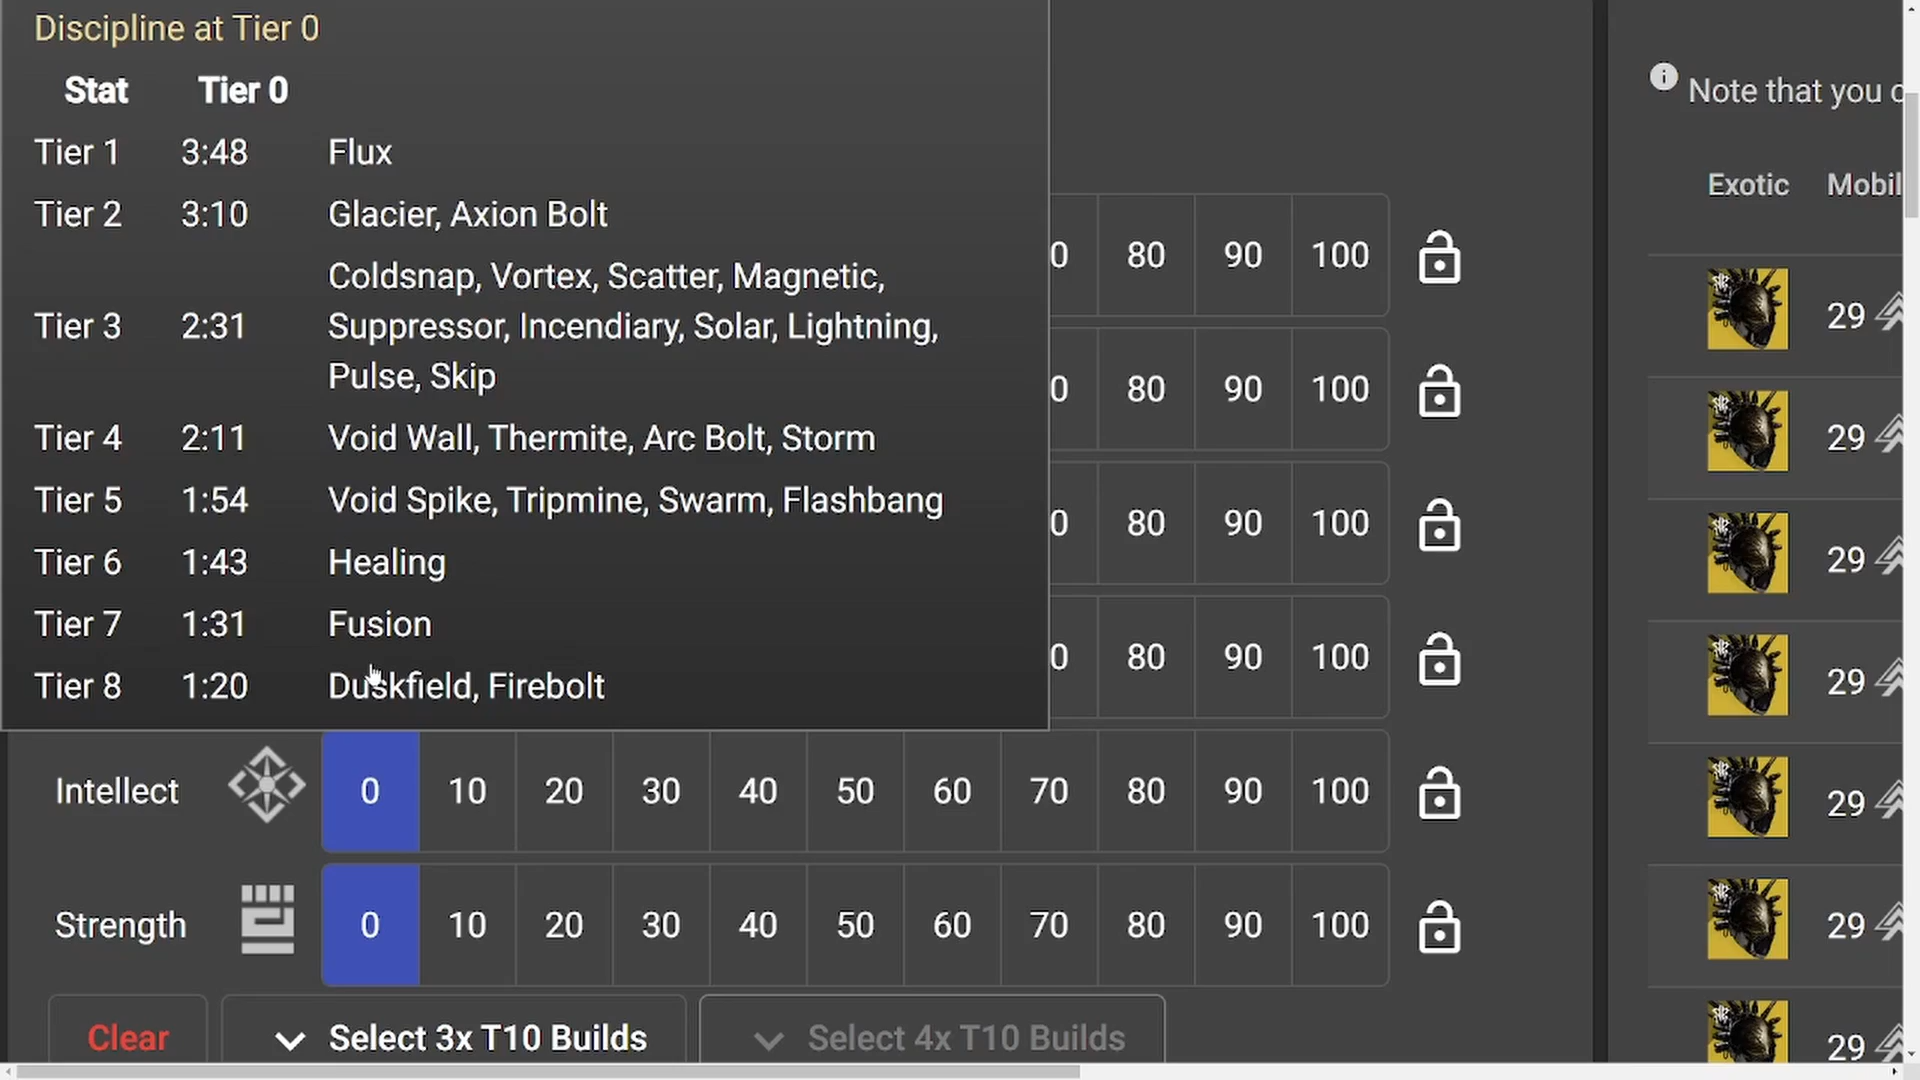 Discipline at Tier 0
Stat Tier 0
Tier 1 3:48 Flux
Tier 2 3:10 Glacier, Axion Bolt
Coldsnap, Vortex, Scatter, Magnetic,
Tier 3 2:31 Suppressor, Incendiary, Solar, Lightning,
Pulse, Skip
Tier 4 2:11 Void Wall, Thermite, Arc Bolt, Storm
Tier 5 1:54 Void Spike, Tripmine, Swarm, Flashbang
Tier 6 1:43 Healing
Tier 7 1:31 Fusion
Tier 8 1:20 Duskfield, Firebolt
0 80 90 100
0 80 90 100
0 80 90 100
0 80 90 100
Intellect 0 10 20 30 40 50 60 70 80 90 100
Strength 0 10 20 30 40 50 60 70 80 90 100
Clear Select 3x T10 Builds Select 4x T10 Builds
Note that you
Exotic Mobil
29
29
29
29
29
29
29